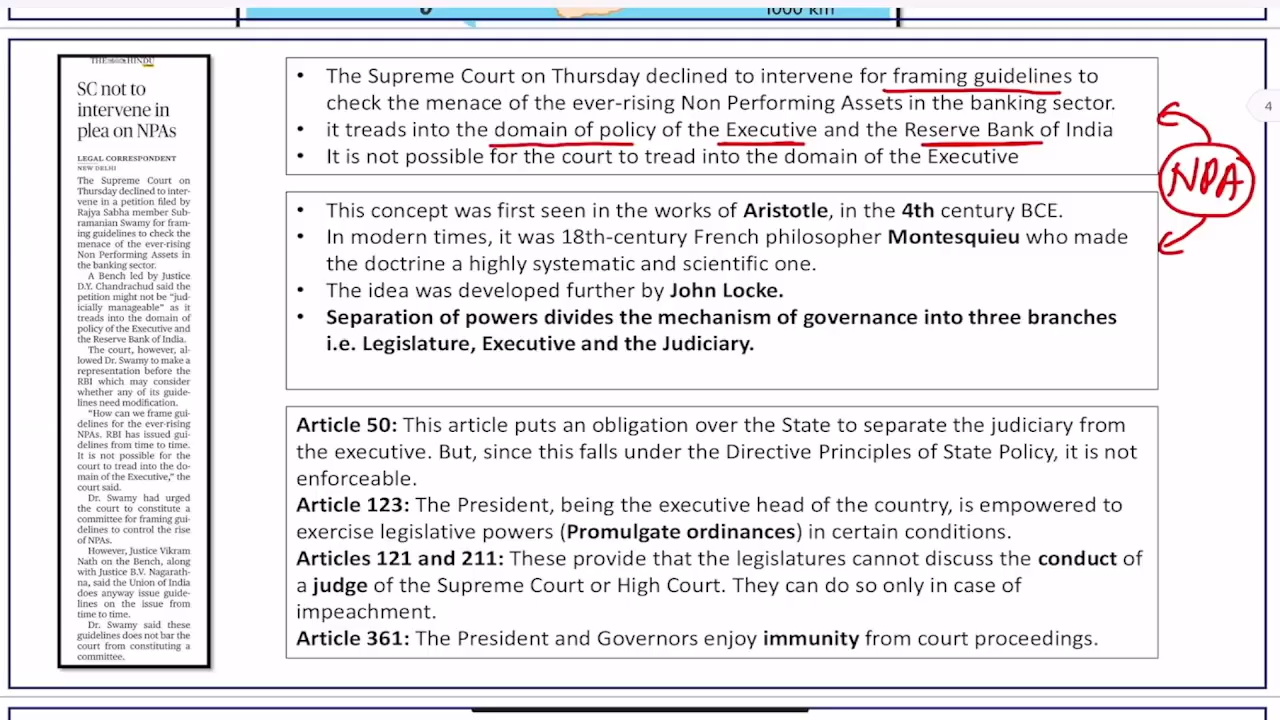 1000 km
THE HINDU
SC not to
intervene in
plea on NPAs
LEGAL CORRESPONDENT
NEW DELHI
The Supreme Court on
Thursday declined to inter-
vene in a petition filed by
Rajya Sabha member Sub-
ramanian Swamy for fram-
ing guidelines to check the
menace of the ever-rising
Non Performing Assets in
the banking sector.
A Bench led by Justice
D.Y. Chandrachud said the
petition might not be “jud-
icially manageable” as it
treads into the domain of
policy of the Executive and
the Reserve Bank of India.
The court, however, al-
lowed Dr. Swamy to make a
representation before the
RBI which may consider
whether any of its guide-
lines need modification.
“How can we frame gui-
delines for the ever-rising
NPAs. RBI has issued gui-
delines from time to time.
It is not possible for the
court to tread into the do-
main of the Executive,” the
court said.
Dr. Swamy had urged
the court to constitute a
committee for framing gui-
delines to control the rise
of NPAs.
However, Justice Vikram
Nath on the Bench, along
with Justice B.V. Nagarath-
na, said the Union of India
does anyway issue guide-
lines on the issue from
time to time.
Dr. Swamy said these
guidelines does not bar the
court from constituting a
committee.
• The Supreme Court on Thursday declined to intervene for framing guidelines to
check the menace of the ever-rising Non Performing Assets in the banking sector.
• it treads into the domain of policy of the Executive and the Reserve Bank of India
• It is not possible for the court to tread into the domain of the Executive
NPA
4
• This concept was first seen in the works of Aristotle, in the 4th century BCE.
• In modern times, it was 18th-century French philosopher Montesquieu who made
the doctrine a highly systematic and scientific one.
• The idea was developed further by John Locke.
• Separation of powers divides the mechanism of governance into three branches
i.e. Legislature, Executive and the Judiciary.
Article 50: This article puts an obligation over the State to separate the judiciary from
the executive. But, since this falls under the Directive Principles of State Policy, it is not
enforceable.
Article 123: The President, being the executive head of the country, is empowered to
exercise legislative powers (Promulgate ordinances) in certain conditions.
Articles 121 and 211: These provide that the legislatures cannot discuss the conduct of
a judge of the Supreme Court or High Court. They can do so only in case of
impeachment.
Article 361: The President and Governors enjoy immunity from court proceedings.